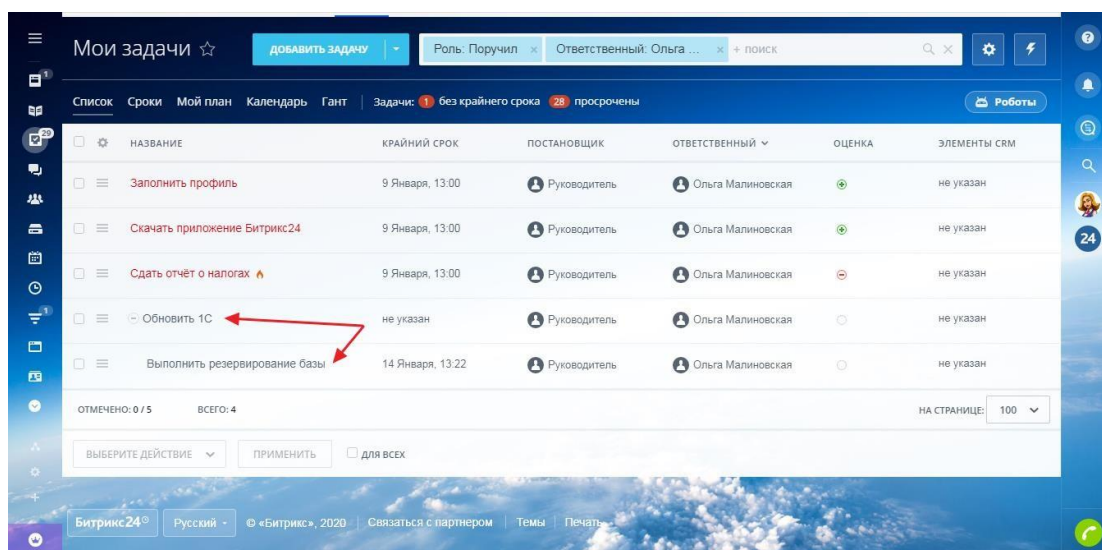 Мои задачи
ДОБАВИТЬ ЗАДАЧУ
Роль: Поручил × Ответственный: Ольга ... × + поиск
1
Список Сроки Мой план Календарь Гант Задачи: 1 без крайнего срока 28 просрочены Роботы
29
НАЗВАНИЕ КРАЙНИЙ СРОК ПОСТАНОВЩИК ОТВЕТСТВЕННЫЙ ОЦЕНКА ЭЛЕМЕНТЫ CRM
Заполнить профиль 9 Января, 13:00 Руководитель Ольга Малиновская не указан
Скачать приложение Битрикс24 9 Января, 13:00 Руководитель Ольга Малиновская не указан
24
Сдать отчёт о налогах 9 Января, 13:00 Руководитель Ольга Малиновская не указан
1
Обновить 1С не указан Руководитель Ольга Малиновская не указан
Выполнить резервирование базы 14 Января, 13:22 Руководитель Ольга Малиновская не указан
ОТМЕЧЕНО: 0 / 5 ВСЕГО: 4 НА СТРАНИЦЕ: 100
ВЫБЕРИТЕ ДЕЙСТВИЕ ПРИМЕНИТЬ ДЛЯ ВСЕХ
Битрикс24 Русский © «Битрикс», 2020 Связаться с партнером Темы Печать